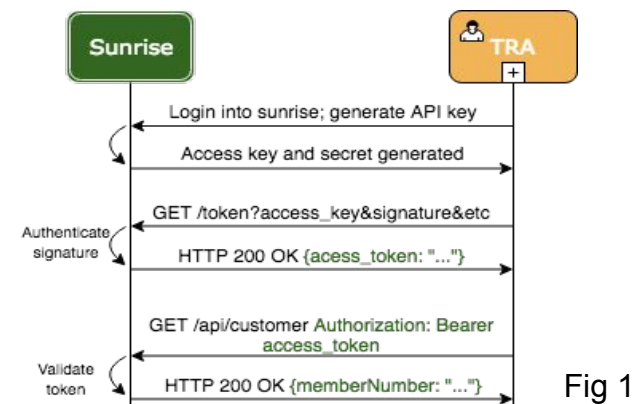 Sunrise
TRA
+
Login into sunrise; generate API key
Access key and secret generated
GET /token?access_key&signature&etc
Authenticate
signature
HTTP 200 OK {acess_token: "..."}
GET /api/customer Authorization: Bearer
access_token
Validate
token
HTTP 200 OK {memberNumber: "..."}
Fig 1